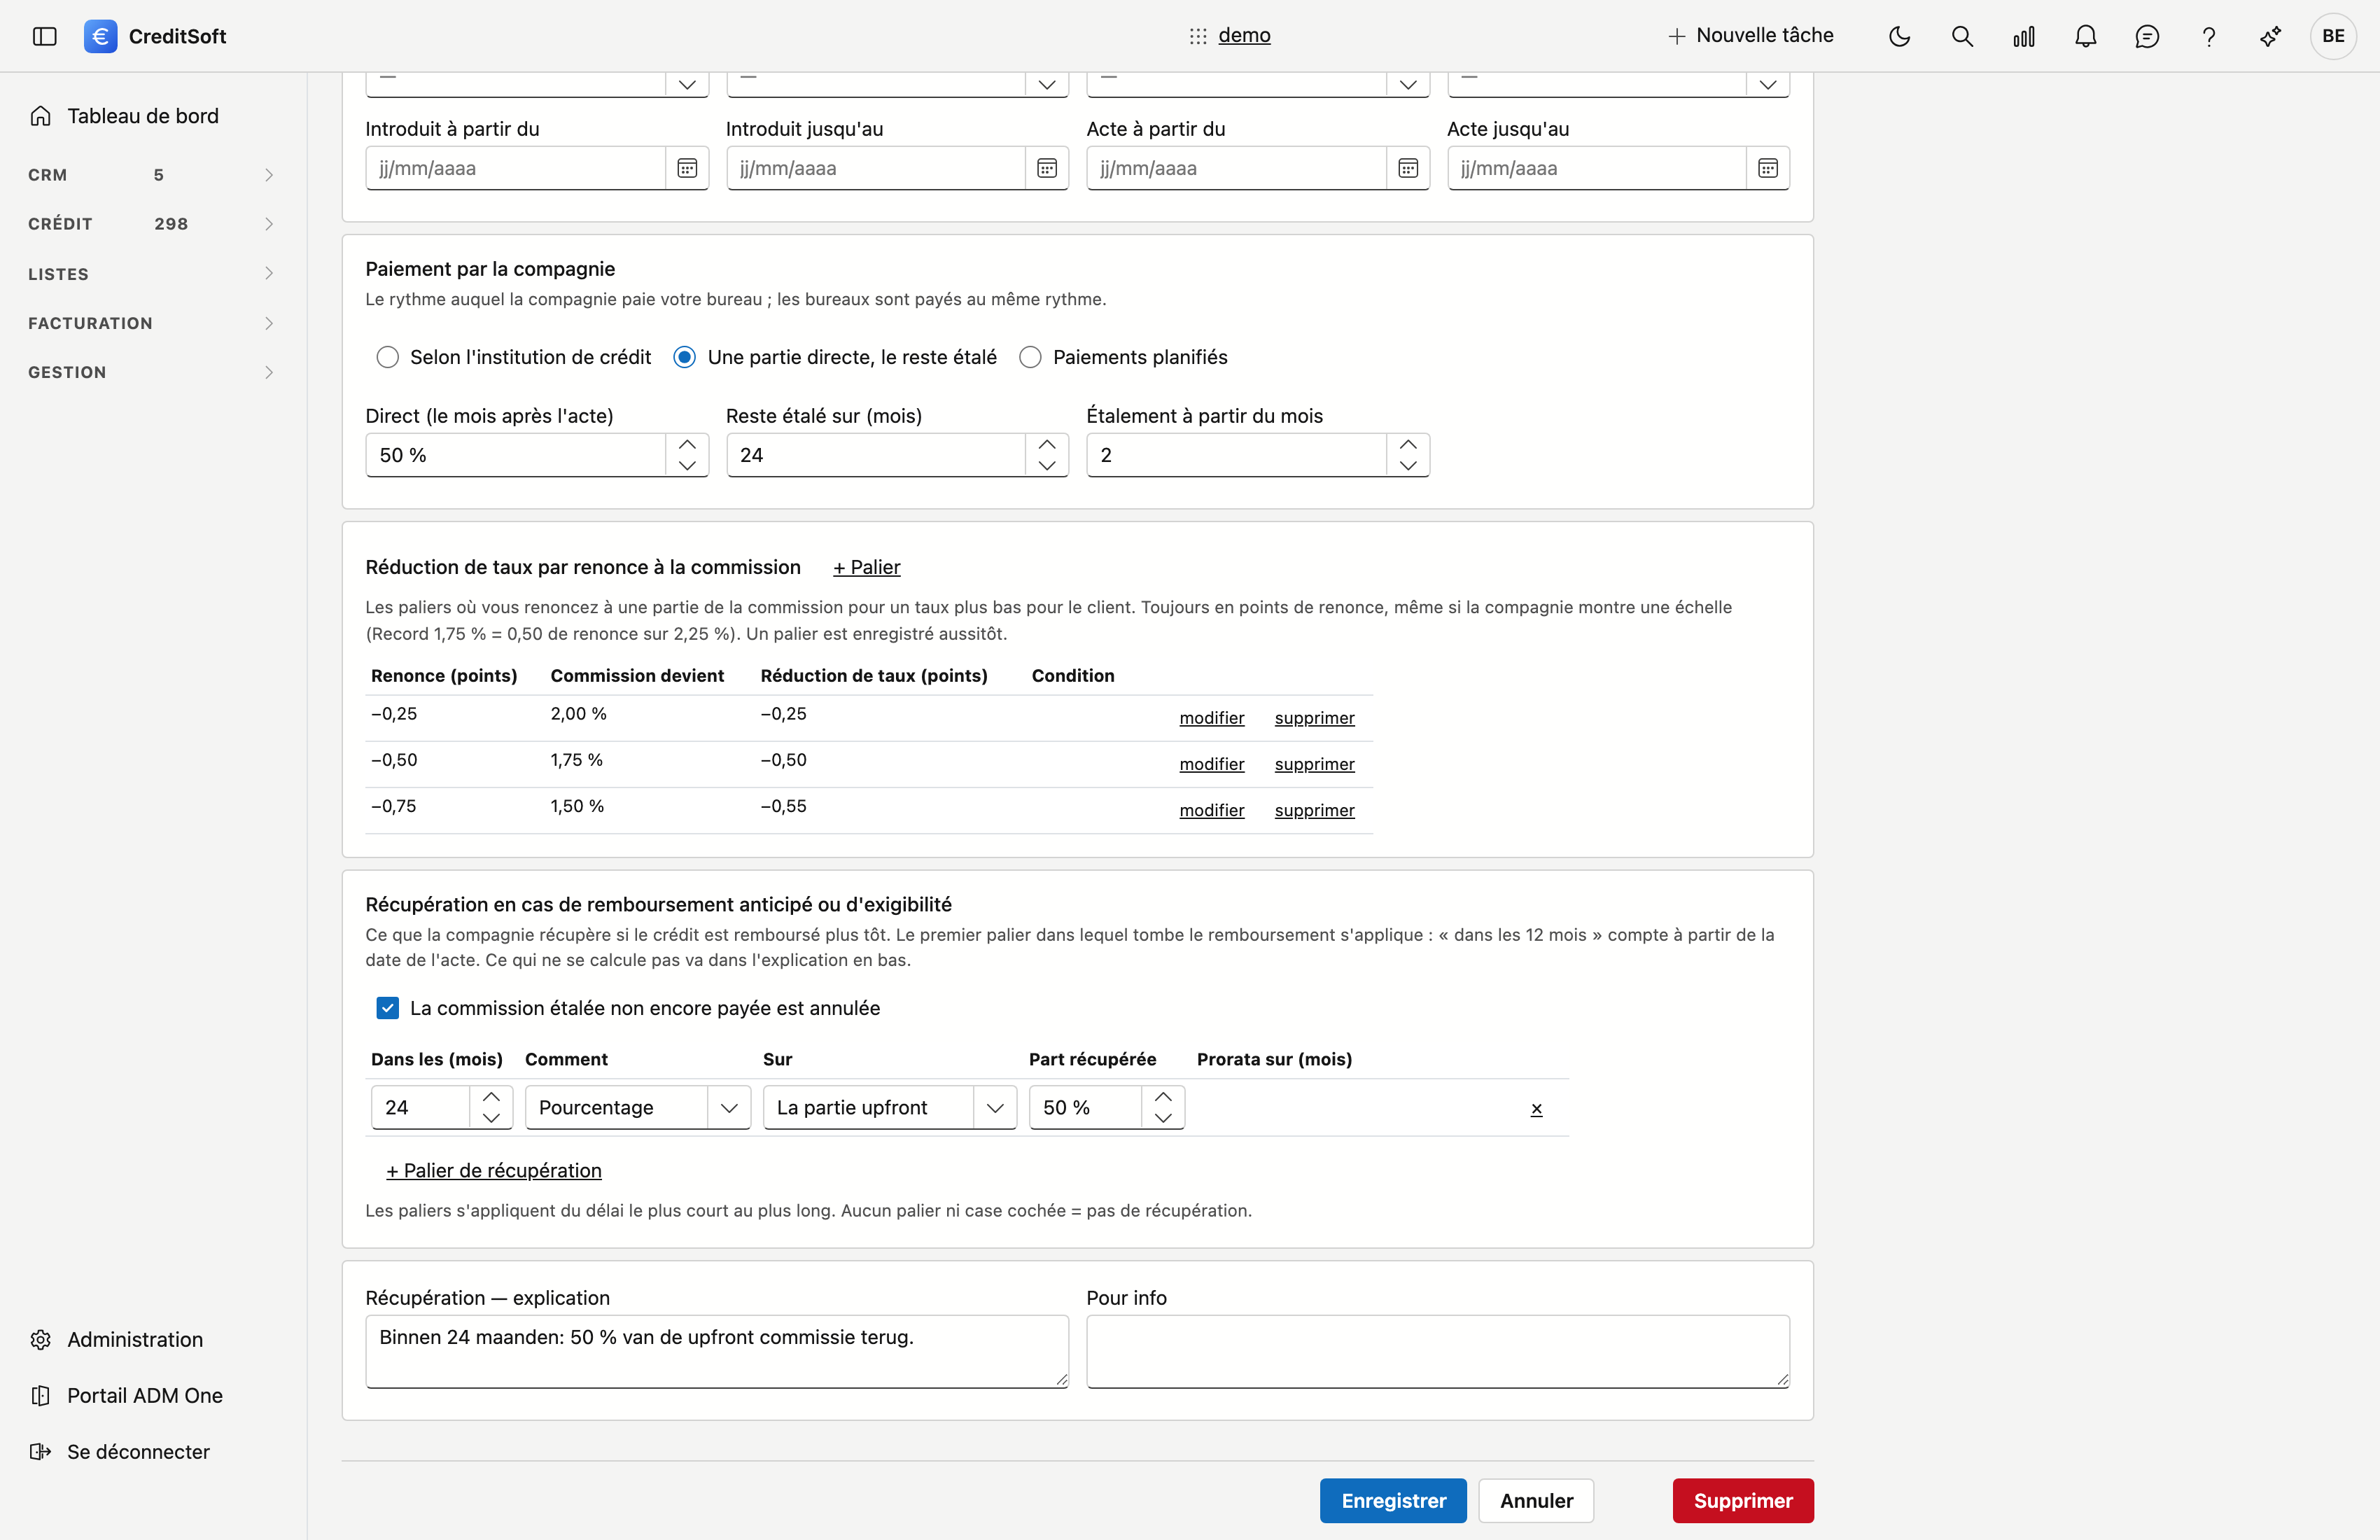 CreditSoft
demo
Nouvelle tâche
BE
Tableau de bord
CRM 5
CRÉDIT 298
LISTES
FACTURATION
GESTION
Administration
Portail ADM One
Se déconnecter
— — — —
Introduit à partir du Introduit jusqu'au Acte à partir du Acte jusqu'au
jj/mm/aaaa jj/mm/aaaa jj/mm/aaaa jj/mm/aaaa
Paiement par la compagnie
Le rythme auquel la compagnie paie votre bureau ; les bureaux sont payés au même rythme.
Selon l'institution de crédit Une partie directe, le reste étalé Paiements planifiés
Direct (le mois après l'acte) Reste étalé sur (mois) Étalement à partir du mois
50 % 24 2
Réduction de taux par renonce à la commission + Palier
Les paliers où vous renoncez à une partie de la commission pour un taux plus bas pour le client. Toujours en points de renonce, même si la compagnie montre une échelle
(Record 1,75 % = 0,50 de renonce sur 2,25 %). Un palier est enregistré aussitôt.
Renonce (points) Commission devient Réduction de taux (points) Condition
−0,25 2,00 % −0,25 modifier supprimer
−0,50 1,75 % −0,50 modifier supprimer
−0,75 1,50 % −0,55 modifier supprimer
Récupération en cas de remboursement anticipé ou d'exigibilité
Ce que la compagnie récupère si le crédit est remboursé plus tôt. Le premier palier dans lequel tombe le remboursement s'applique : « dans les 12 mois » compte à partir de la
date de l'acte. Ce qui ne se calcule pas va dans l'explication en bas.
La commission étalée non encore payée est annulée
Dans les (mois) Comment Sur Part récupérée Prorata sur (mois)
24 Pourcentage La partie upfront 50 % x
+ Palier de récupération
Les paliers s'appliquent du délai le plus court au plus long. Aucun palier ni case cochée = pas de récupération.
Récupération — explication Pour info
Binnen 24 maanden: 50 % van de upfront commissie terug.
Enregistrer Annuler Supprimer